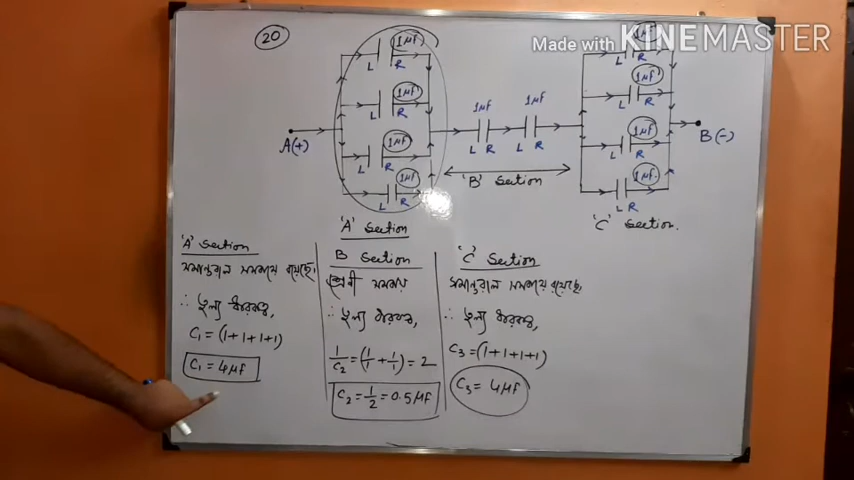 Made with KINEMASTER
20
1μf
1μf
1μf
1μf
L R
L R
L R
L R
A(+)
1μf 1μf
L R L R
'B' Section
1μf
1μf
1μf
1μf
L R
L R
L R
L R
B(-)
'A' Section
'C' Section.
'A' Section
সমান্তরাল সমবায়ে রয়েছে।
∴ তুল্য ধারকত্ব,
C₁ = (1+1+1+1)
C₁ = 4μf
B Section
শ্রেণী সমবায়
∴ তুল্য ধারকত্ব,
1/C₂ = (1/1 + 1/1) = 2
C₂ = 1/2 = 0.5μf
'C' Section
সমান্তরাল সমবায়ে রয়েছে,
∴ তুল্য ধারকত্ব,
C₃ = (1+1+1+1)
C₃ = 4μf